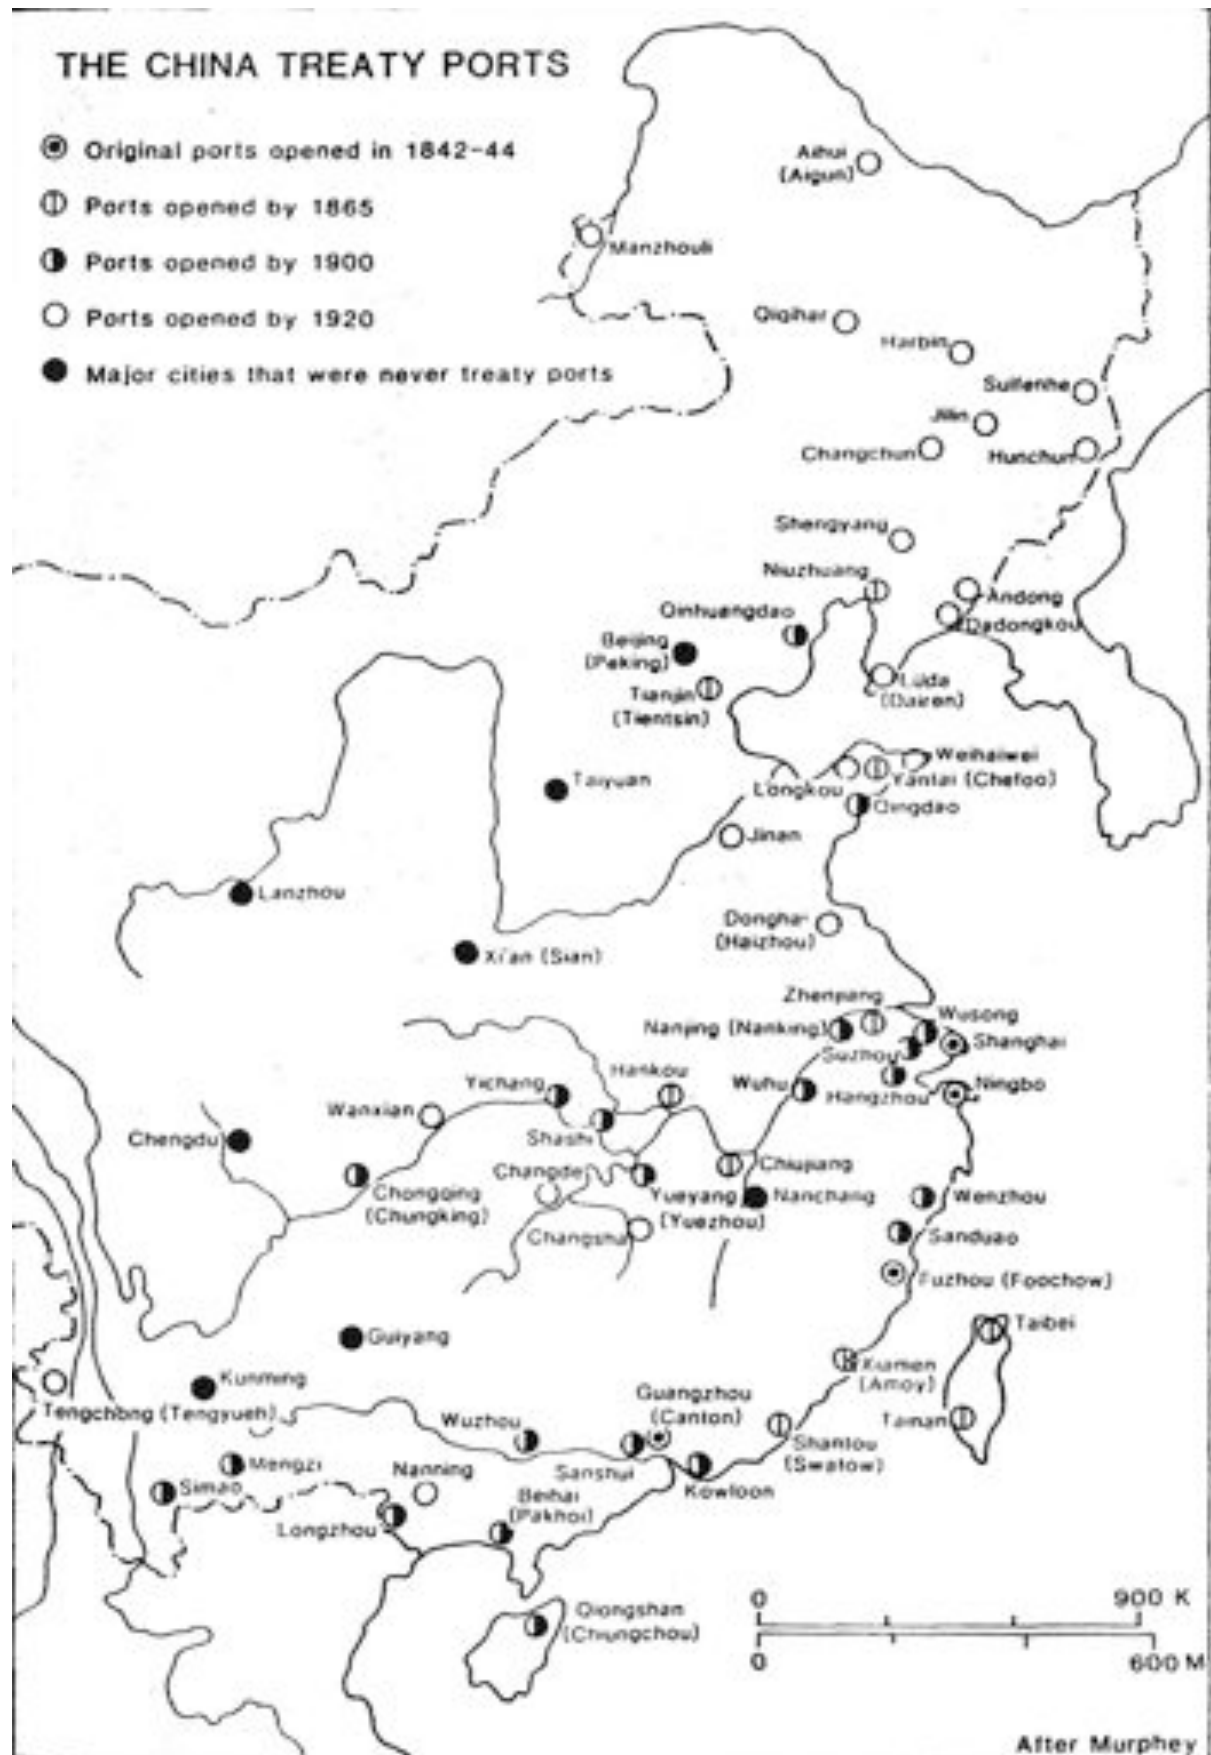 THE CHINA TREATY PORTS
Original ports opened in 1842-44
Ports opened by 1865
Ports opened by 1900
Ports opened by 1920
Major cities that were never treaty ports
Aihui
(Aigun)
Manzhouli
Qiqihar
Harbin
Suifenhe
Jilin
Changchun
Hunchun
Shengyang
Niuzhuang
Andong
Dadongkou
Qinhuangdao
Beijing
(Peking)
Tianjin
(Tientsin)
Lüda
(Dairen)
Weihaiwei
Yantai (Chefoo)
Longkou
Qingdao
Taiyuan
Jinan
Lanzhou
Xi'an (Sian)
Donghai
(Haizhou)
Zhenjiang
Nanjing (Nanking)
Wusong
Shanghai
Suzhou
Hankou
Wuhu
Hangzhou
Ningbo
Yichang
Wanxian
Shashi
Chengdu
Chiujiang
Changde
Chongqing
(Chungking)
Yueyang
(Yuezhou)
Nanchang
Wenzhou
Changsha
Sanduao
Fuzhou (Foochow)
Guiyang
Taibei
Kunming
Xiamen
(Amoy)
Tengchong (Tengyueh)
Guangzhou
(Canton)
Wuzhou
Tainan
Shantou
(Swatow)
Mengzi
Nanning
Sanshui
Kowloon
Simao
Beihai
(Pakhoi)
Longzhou
Qiongshan
(Chiungchou)
0 900 K
0 600 M
After Murphey